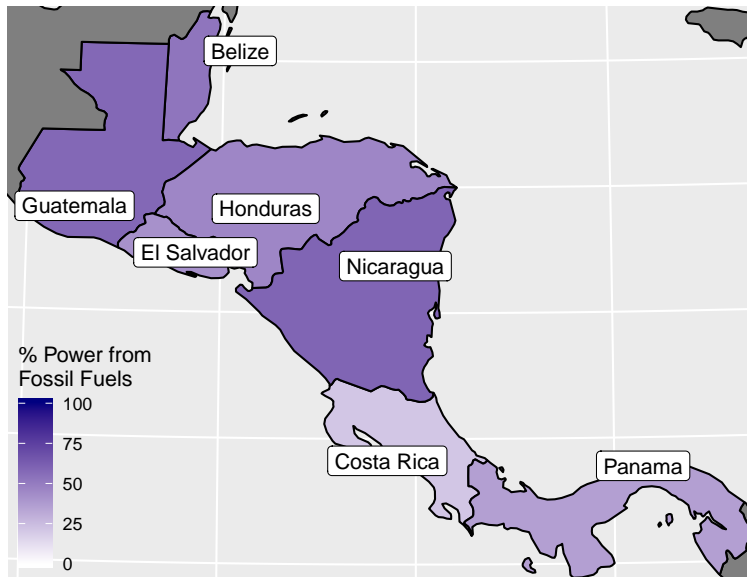 Belize
Guatemala
Honduras
El Salvador
Nicaragua
% Power from
Fossil Fuels
100
75
50
25
0
Costa Rica
Panama